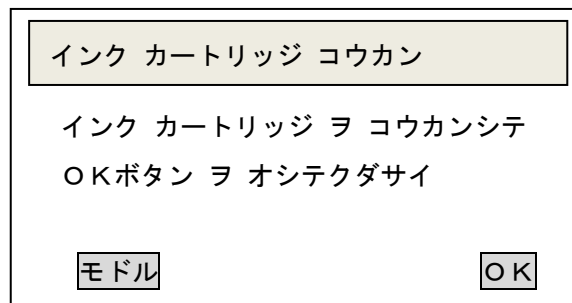 インク カートリッジ コウカン
インク カートリッジ ヲ コウカンシテ
ＯＫボタン ヲ オシテクダサイ
モドル ＯＫ